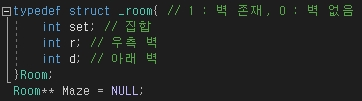 typedef struct _room{ // 1 : 벽 존재, 0 : 벽 없음
int set; // 집합
int r; // 우측 벽
int d; // 아래 벽
}Room;
Room** Maze = NULL;